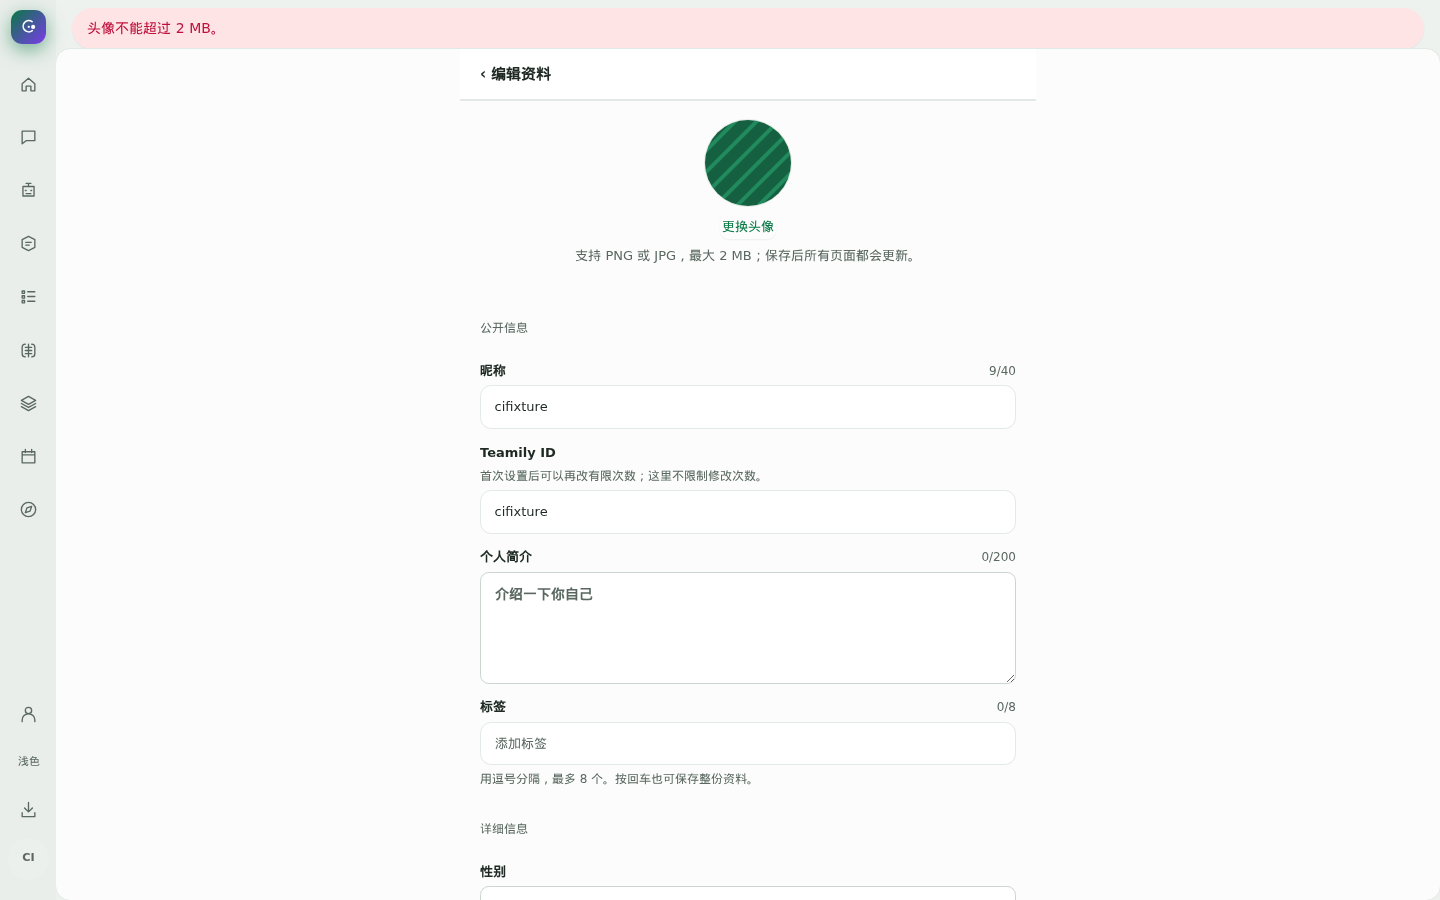 头像不能超过 2 MB。
‹ 编辑资料
更换头像
支持 PNG 或 JPG，最大 2 MB；保存后所有页面都会更新。
公开信息
昵称 9/40
cifixture
Teamily ID
首次设置后可以再改有限次数；这里不限制修改次数。
cifixture
个人简介 0/200
介绍一下你自己
标签 0/8
添加标签
用逗号分隔，最多 8 个。按回车也可保存整份资料。
详细信息
性别
浅色
CI